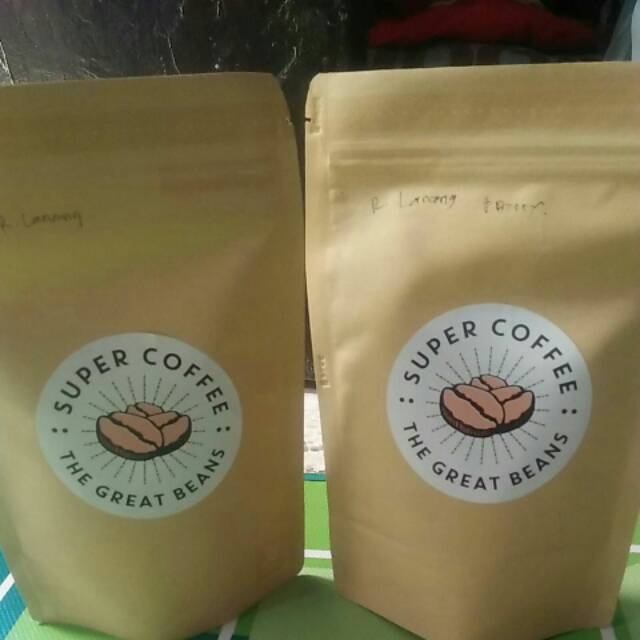 R. Lanang
SUPER COFFEE
THE GREAT BEANS
R Lanang
SUPER COFFEE
THE GREAT BEANS